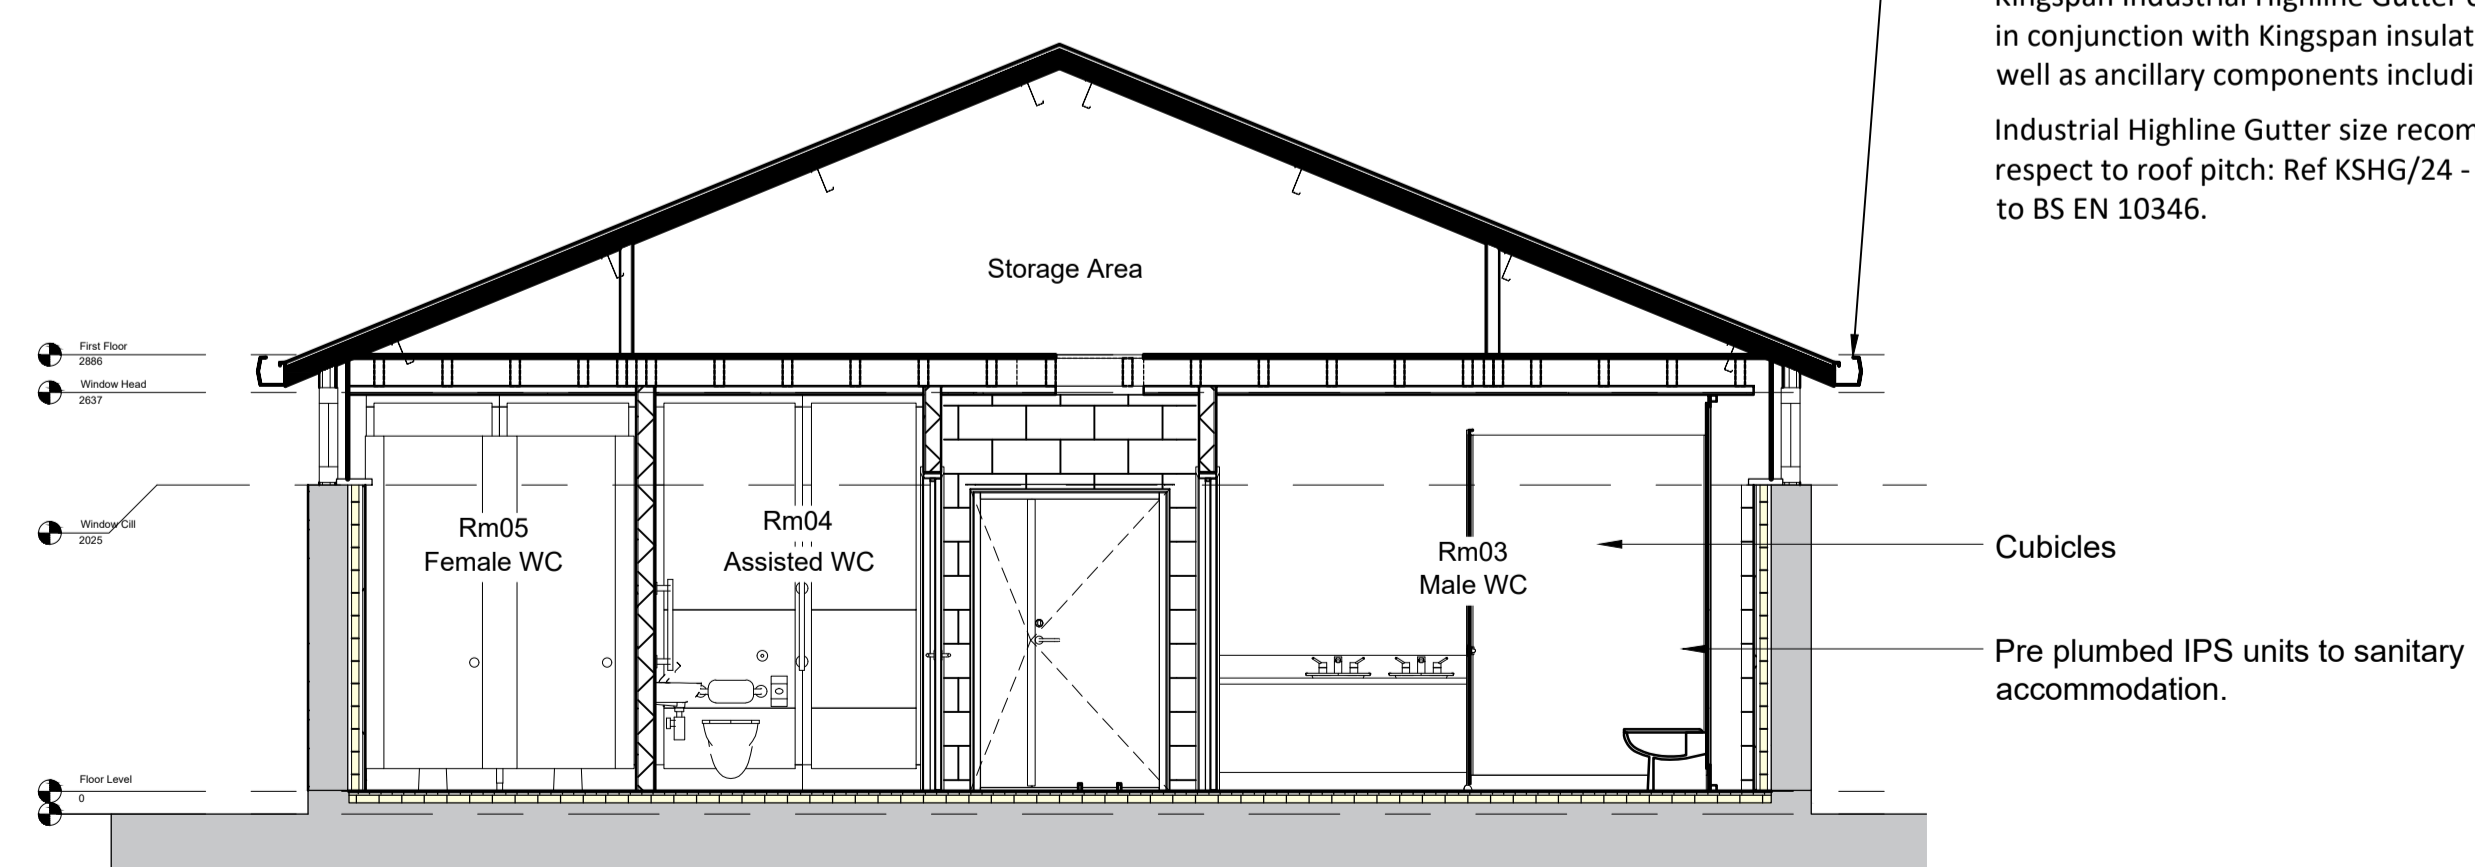 Kingspan Industrial Highline Gutter
in conjunction with Kingspan insulat
well as ancillary components includi
Industrial Highline Gutter size recom
respect to roof pitch: Ref KSHG/24 -
to BS EN 10346.
Storage Area
First Floor
2886
Window Head
2637
Window Cill
2025
Floor Level
0
Rm05
Female WC
Rm04
Assisted WC
Rm03
Male WC
Cubicles
Pre plumbed IPS units to sanitary
accommodation.